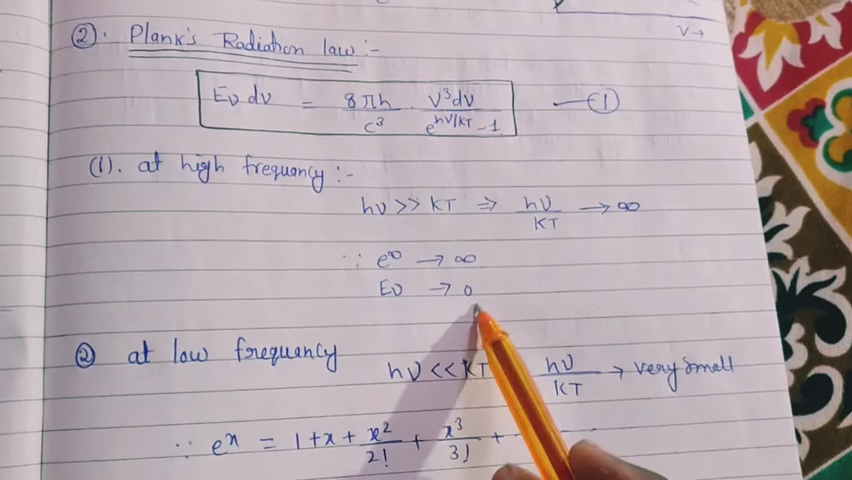 ν→
②. Plank's Radiation law :-
Eν dν = 8πh/c³ · ν³dν/e^hν/KT - 1 —①
(1). at high frequency :-
hν >> KT ⇒ hν/KT → ∞
∵ e^∞ → ∞
Eν → 0
② at low frequancy hν << KT hν/KT → very small
∵ e^x = 1 + x + x²/2! + x³/3! +